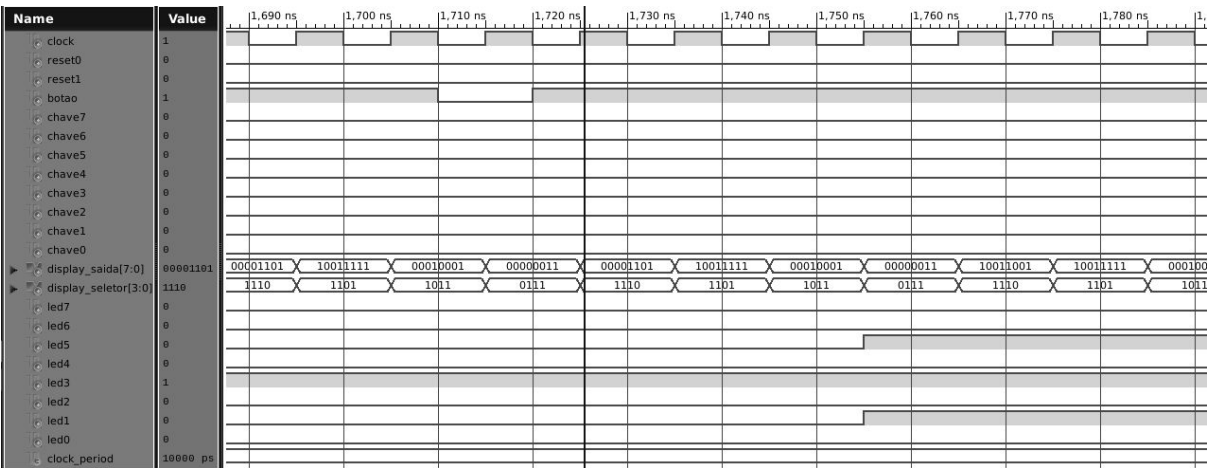 Name Value 1,690 ns 1,700 ns 1,710 ns 1,720 ns 1,730 ns 1,740 ns 1,750 ns 1,760 ns 1,770 ns 1,780 ns 1,
clock 1
reset0 0
reset1 0
botao 1
chave7 0
chave6 0
chave5 0
chave4 0
chave3 0
chave2 0
chave1 0
chave0 0
display_saida[7:0] 00001101 00001101 10011111 00010001 00000011 00001101 10011111 00010001 00000011 10011001 10011111 000100
display_seletor[3:0] 1110 1110 1101 1011 0111 1110 1101 1011 0111 1110 1101 1011
led7 0
led6 0
led5 0
led4 0
led3 1
led2 0
led1 0
led0 0
clock_period 10000 ps